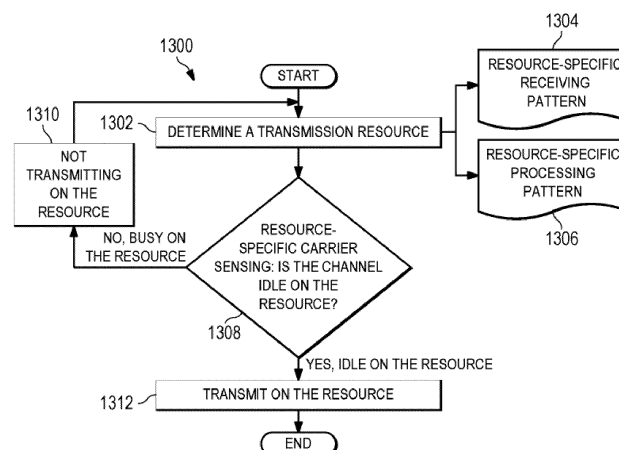 1300
START
1304
RESOURCE-SPECIFIC
RECEIVING
PATTERN
1310
1302
DETERMINE A TRANSMISSION RESOURCE
NOT
TRANSMITTING
ON THE
RESOURCE
RESOURCE-SPECIFIC
PROCESSING
PATTERN
1306
NO, BUSY ON
THE RESOURCE
RESOURCE-
SPECIFIC CARRIER
SENSING: IS THE CHANNEL
IDLE ON THE
RESOURCE?
1308
YES, IDLE ON THE RESOURCE
1312
TRANSMIT ON THE RESOURCE
END